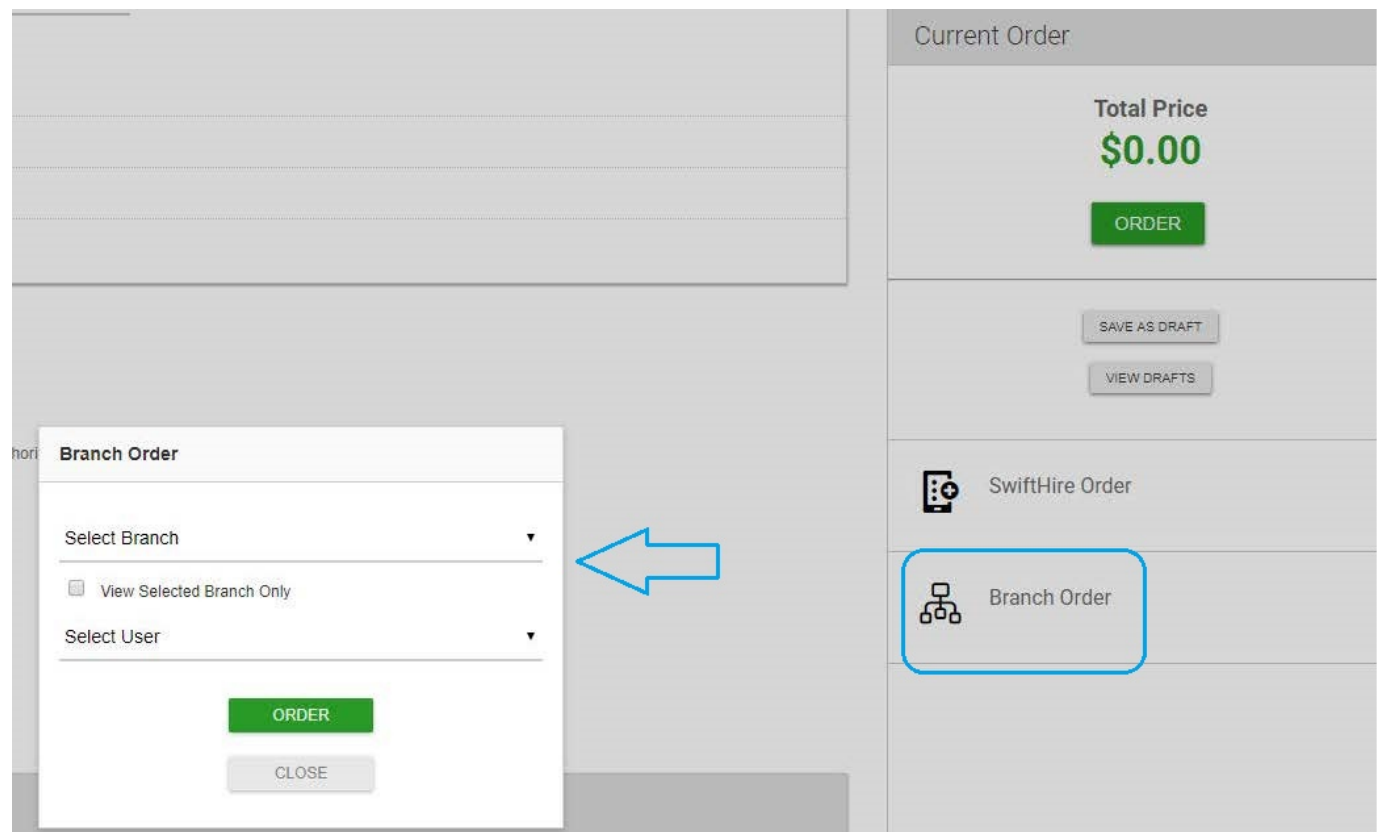 Current Order
Total Price
$0.00
ORDER
SAVE AS DRAFT
VIEW DRAFTS
hori
Branch Order
Select Branch
View Selected Branch Only
Select User
ORDER
CLOSE
SwiftHire Order
Branch Order